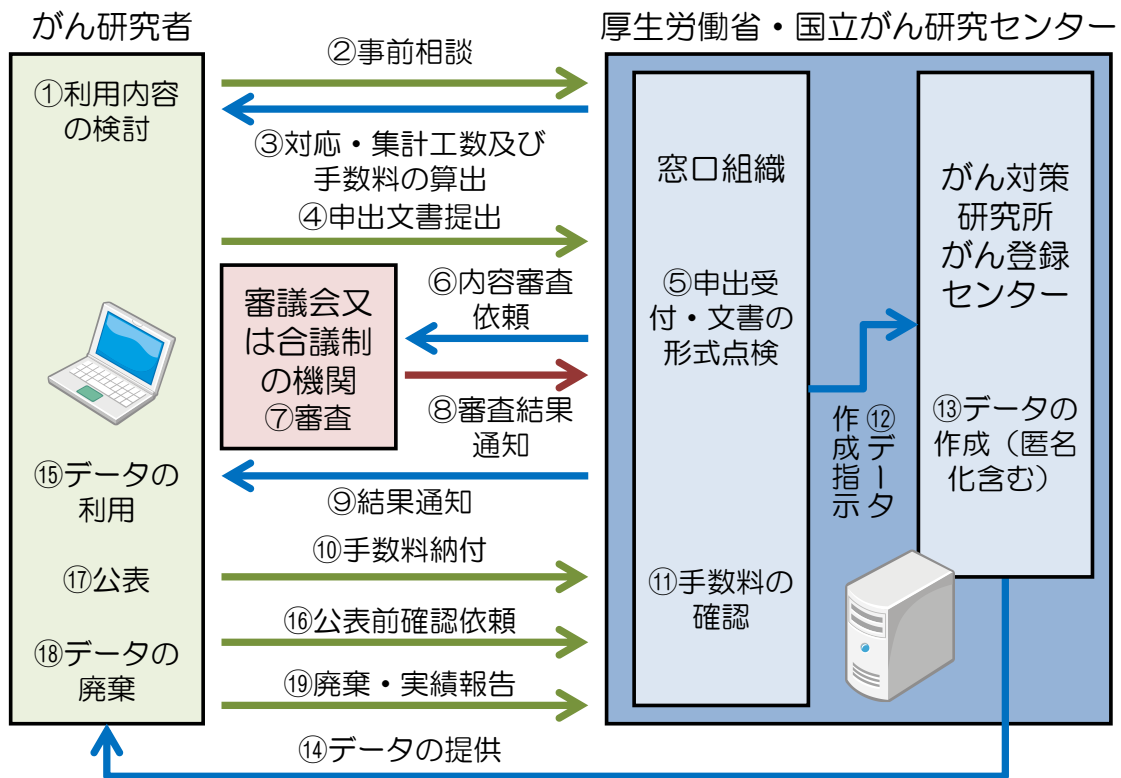 がん研究者
厚生労働省・国立がん研究センター
①利用内容
の検討
②事前相談
③対応・集計工数及び
手数料の算出
④申出文書提出
窓口組織
がん対策
研究所
がん登録
センター
審議会又
は合議制
の機関
⑦審査
⑥内容審査
依頼
⑤申出受
付・文書の
形式点検
⑧審査結果
通知
⑫データ
作成指示
⑬データの
作成（匿名
化含む）
⑮データの
利用
⑨結果通知
⑩手数料納付
⑰公表
⑪手数料の
確認
⑯公表前確認依頼
⑱データの
廃棄
⑲廃棄・実績報告
⑭データの提供